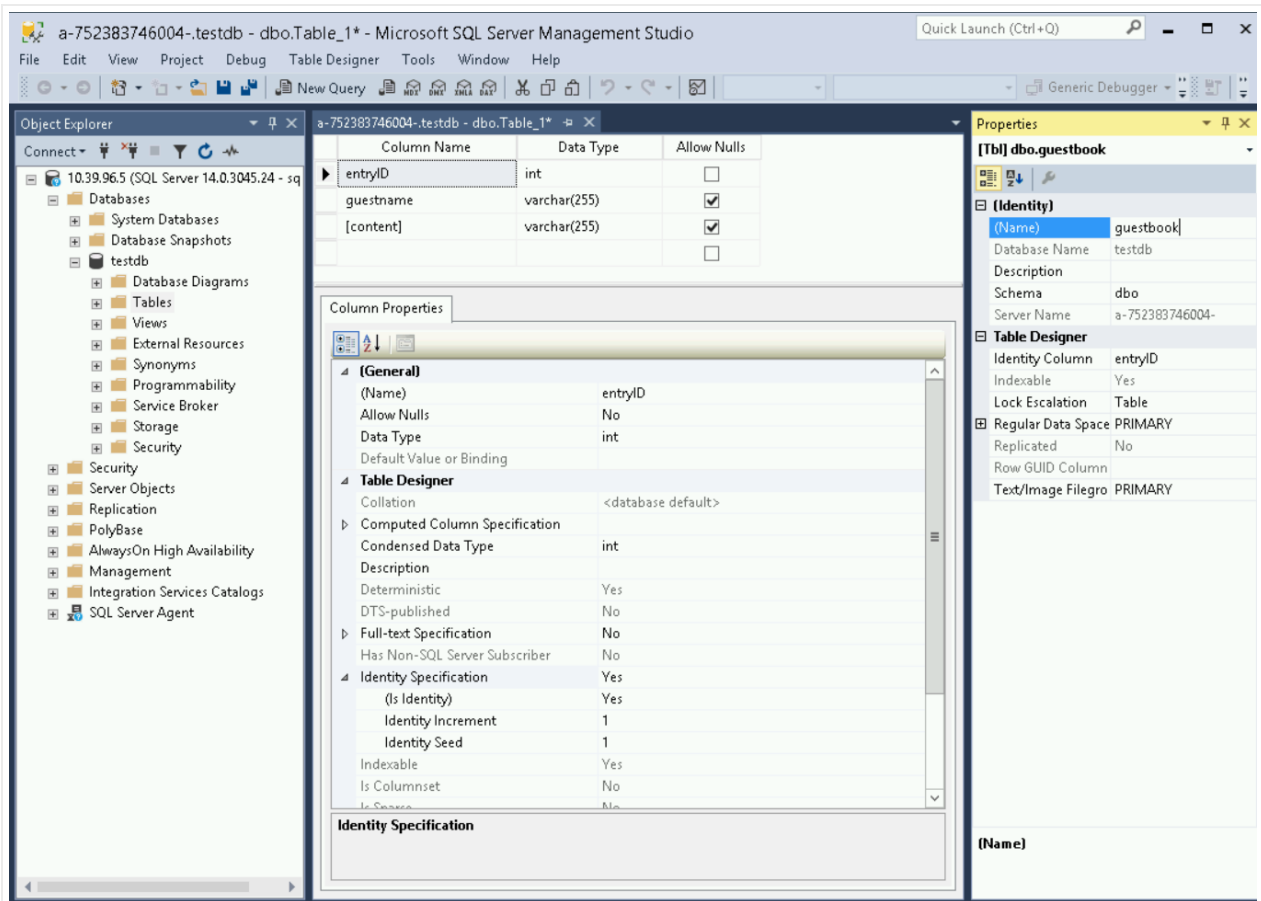 a-752383746004-.testdb - dbo.Table_1* - Microsoft SQL Server Management Studio
Quick Launch (Ctrl+Q)
File Edit View Project Debug Table Designer Tools Window Help
New Query MDX DMX XMLA DAX Generic Debugger
Object Explorer
Connect
10.39.96.5 (SQL Server 14.0.3045.24 - sq
Databases
System Databases
Database Snapshots
testdb
Database Diagrams
Tables
Views
External Resources
Synonyms
Programmability
Service Broker
Storage
Security
Security
Server Objects
Replication
PolyBase
AlwaysOn High Availability
Management
Integration Services Catalogs
SQL Server Agent
a-752383746004-.testdb - dbo.Table_1*
Column Name Data Type Allow Nulls
entryID int
guestname varchar(255)
[content] varchar(255)
Column Properties
(General)
(Name) entryID
Allow Nulls No
Data Type int
Default Value or Binding
Table Designer
Collation <database default>
Computed Column Specification
Condensed Data Type int
Description
Deterministic Yes
DTS-published No
Full-text Specification No
Has Non-SQL Server Subscriber No
Identity Specification Yes
(Is Identity) Yes
Identity Increment 1
Identity Seed 1
Indexable Yes
Is Columnset No
Is Sparse No
Identity Specification
Properties
[Tbl] dbo.guestbook
(Identity)
(Name) guestbook
Database Name testdb
Description
Schema dbo
Server Name a-752383746004-
Table Designer
Identity Column entryID
Indexable Yes
Lock Escalation Table
Regular Data Space PRIMARY
Replicated No
Row GUID Column
Text/Image Filegro PRIMARY
(Name)